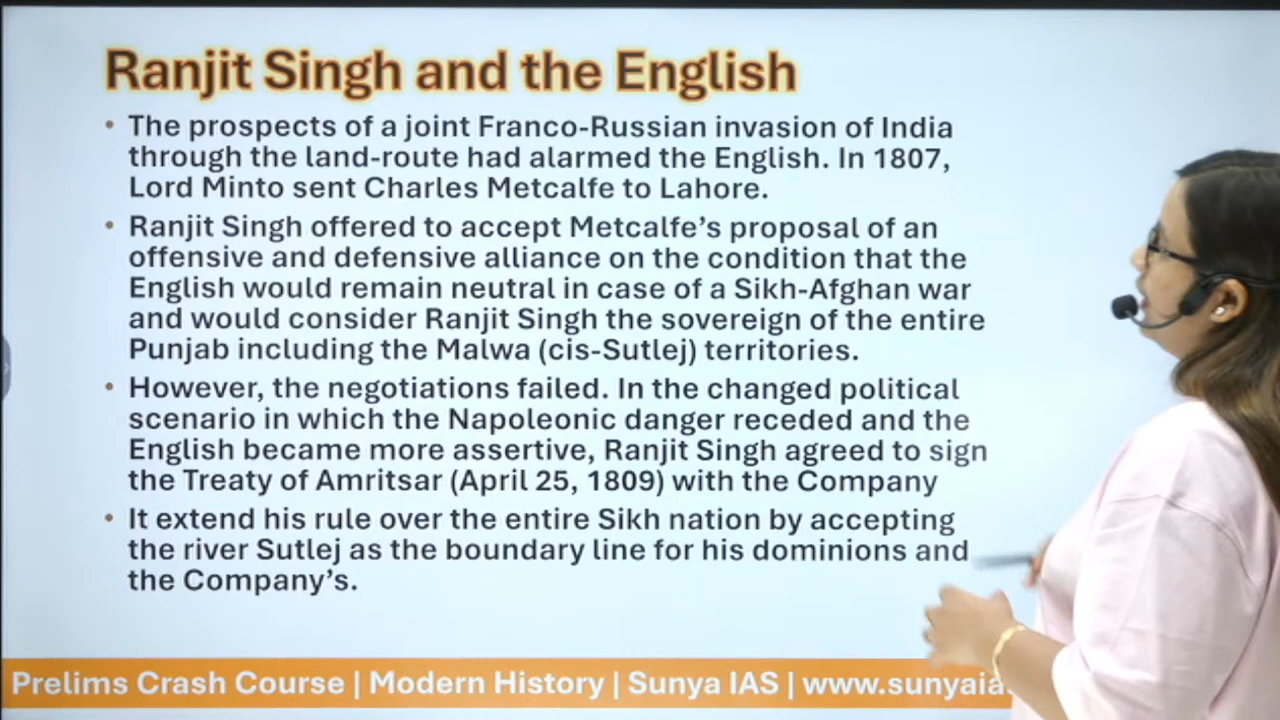 Ranjit Singh and the English
• The prospects of a joint Franco-Russian invasion of India
through the land-route had alarmed the English. In 1807,
Lord Minto sent Charles Metcalfe to Lahore.
• Ranjit Singh offered to accept Metcalfe’s proposal of an
offensive and defensive alliance on the condition that the
English would remain neutral in case of a Sikh-Afghan war
and would consider Ranjit Singh the sovereign of the entire
Punjab including the Malwa (cis-Sutlej) territories.
• However, the negotiations failed. In the changed political
scenario in which the Napoleonic danger receded and the
English became more assertive, Ranjit Singh agreed to sign
the Treaty of Amritsar (April 25, 1809) with the Company
• It extend his rule over the entire Sikh nation by accepting
the river Sutlej as the boundary line for his dominions and
the Company’s.
Prelims Crash Course | Modern History | Sunya IAS | www.sunyaia